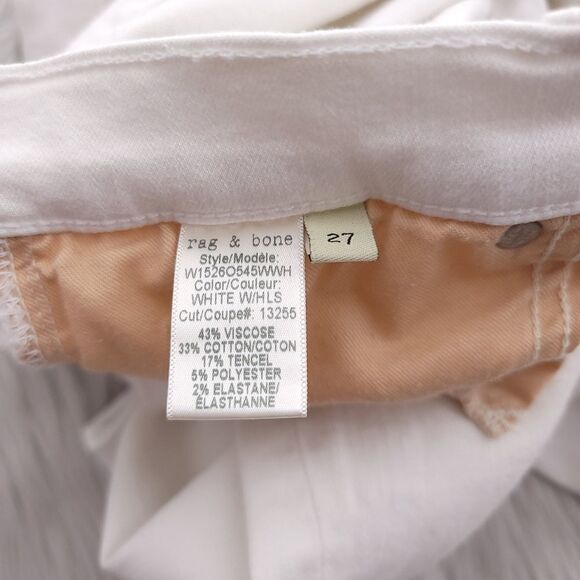 rag & bone
Style/Modèle:
W1526O545WWH
Color/Couleur:
WHITE W/HLS
Cut/Coupe#: 13255
43% VISCOSE
33% COTTON/COTON
17% TENCEL
5% POLYESTER
2% ELASTANE/
ÉLASTHANNE
27